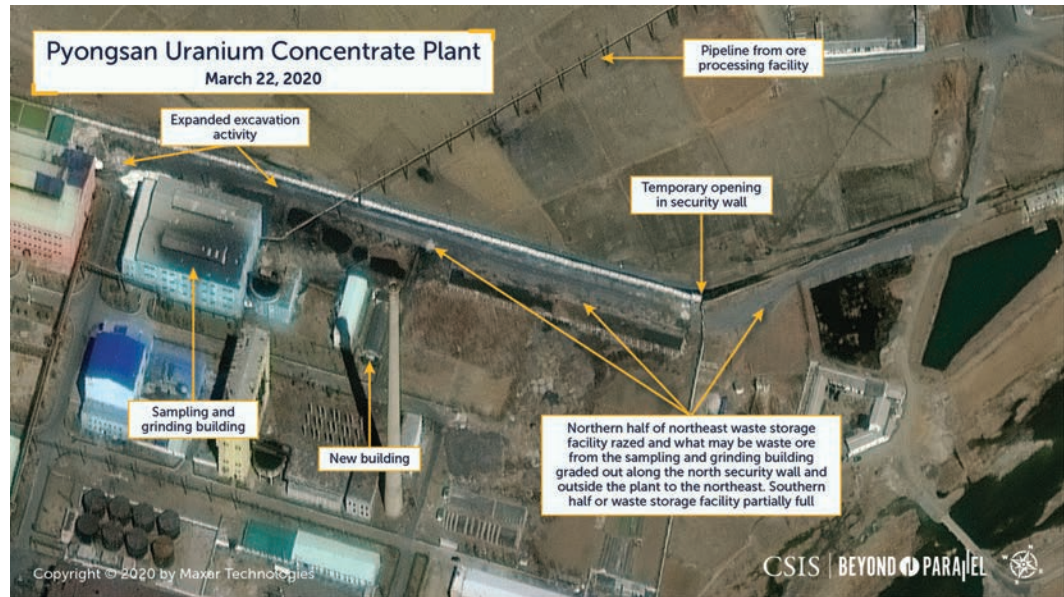 Pyongsan Uranium Concentrate Plant
March 22, 2020
Pipeline from ore
processing facility
Expanded excavation
activity
Temporary opening
in security wall
Sampling and
grinding building
New building
Northern half of northeast waste storage
facility razed and what may be waste ore
from the sampling and grinding building
graded out along the north security wall and
outside the plant to the northeast. Southern
half or waste storage facility partially full
Copyright © 2020 by Maxar Technologies
CSIS | BEYOND PARALLEL